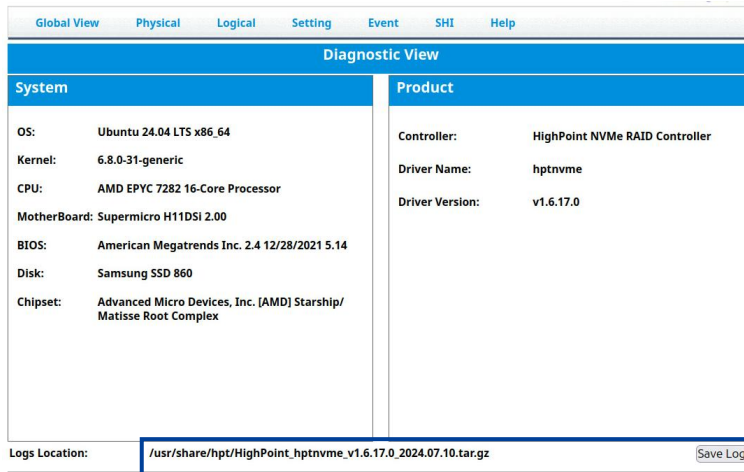 Global View Physical Logical Setting Event SHI Help
Diagnostic View
System
OS: Ubuntu 24.04 LTS x86_64
Kernel: 6.8.0-31-generic
CPU: AMD EPYC 7282 16-Core Processor
MotherBoard: Supermicro H11DSi 2.00
BIOS: American Megatrends Inc. 2.4 12/28/2021 5.14
Disk: Samsung SSD 860
Chipset: Advanced Micro Devices, Inc. [AMD] Starship/
Matisse Root Complex
Product
Controller: HighPoint NVMe RAID Controller
Driver Name: hptnvme
Driver Version: v1.6.17.0
Logs Location: /usr/share/hpt/HighPoint_hptnvme_v1.6.17.0_2024.07.10.tar.gz
Save Log